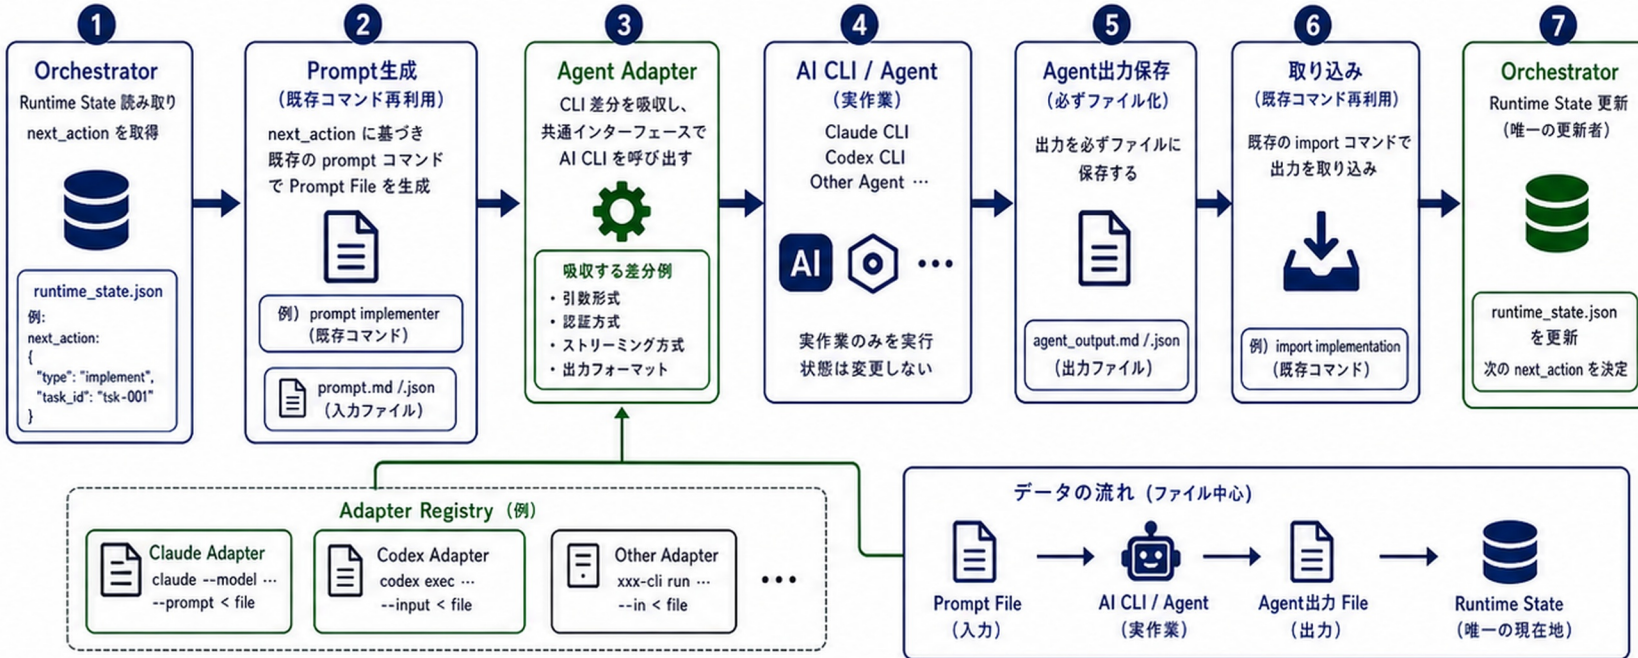 1
Orchestrator
Runtime State 読み取り
next_action を取得
runtime_state.json
例:
next_action:
{
"type": "implement",
"task_id": "tsk-001"
}
2
Prompt生成
（既存コマンド再利用）
next_action に基づき
既存の prompt コマンド
で Prompt File を生成
例）prompt implementer
（既存コマンド）
prompt.md /.json
（入力ファイル）
3
Agent Adapter
CLI 差分を吸収し、
共通インターフェースで
AI CLI を呼び出す
吸収する差分例
・引数形式
・認証方式
・ストリーミング方式
・出力フォーマット
4
AI CLI / Agent
（実作業）
Claude CLI
Codex CLI
Other Agent …
AI
…
実作業のみを実行
状態は変更しない
5
Agent出力保存
（必ずファイル化）
出力を必ずファイルに
保存する
agent_output.md /.json
（出力ファイル）
6
取り込み
（既存コマンド再利用）
既存の import コマンドで
出力を取り込み
例）import implementation
（既存コマンド）
7
Orchestrator
Runtime State 更新
（唯一の更新者）
runtime_state.json
を更新
次の next_action を決定
Adapter Registry（例）
Claude Adapter
claude --model …
--prompt < file
Codex Adapter
codex exec …
--input < file
Other Adapter
xxx-cli run …
--in < file
…
データの流れ（ファイル中心）
Prompt File
（入力）
AI CLI / Agent
（実作業）
Agent出力 File
（出力）
Runtime State
（唯一の現在地）